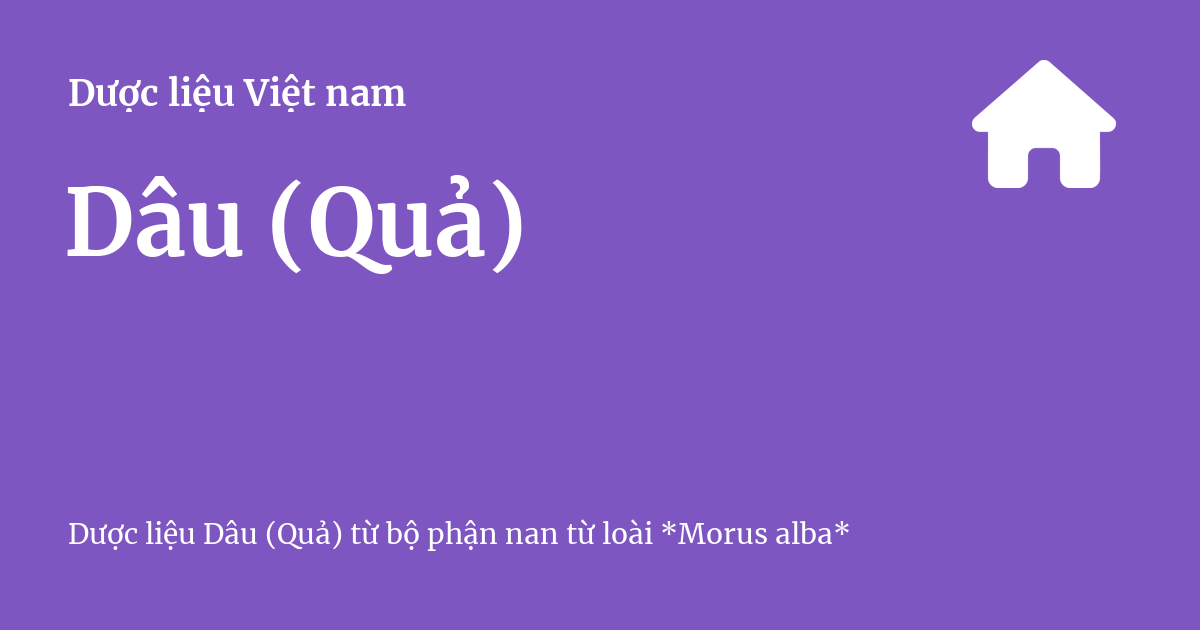 Dược liệu Việt nam
Dâu (Quả)
Dược liệu Dâu (Quả) từ bộ phận nan từ loài *Morus alba*